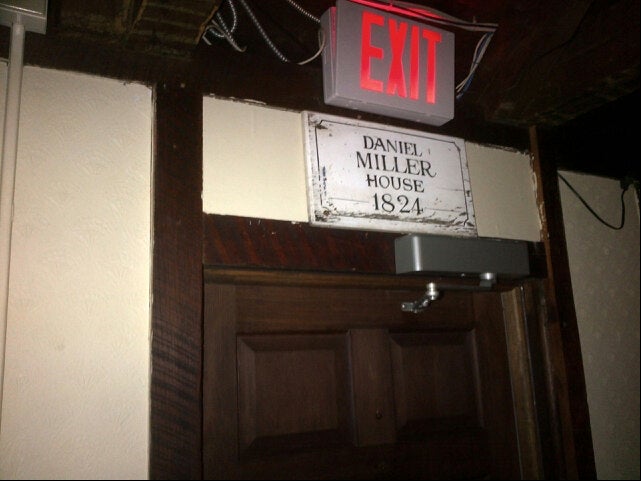 EXIT
DANIEL
MILLER
HOUSE
1824